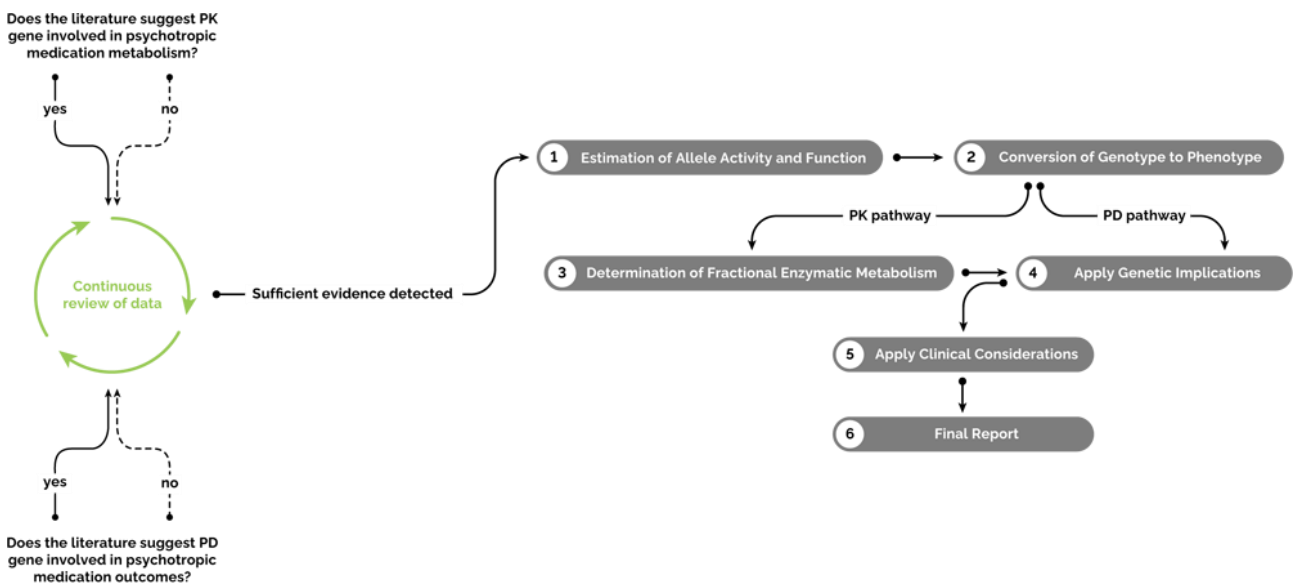 Does the literature suggest PK
gene involved in psychotropic
medication metabolism?
yes
no
Continuous
review of data
Sufficient evidence detected
1 Estimation of Allele Activity and Function
2 Conversion of Genotype to Phenotype
PK pathway
PD pathway
3 Determination of Fractional Enzymatic Metabolism
4 Apply Genetic Implications
5 Apply Clinical Considerations
6 Final Report
yes
no
Does the literature suggest PD
gene involved in psychotropic
medication outcomes?